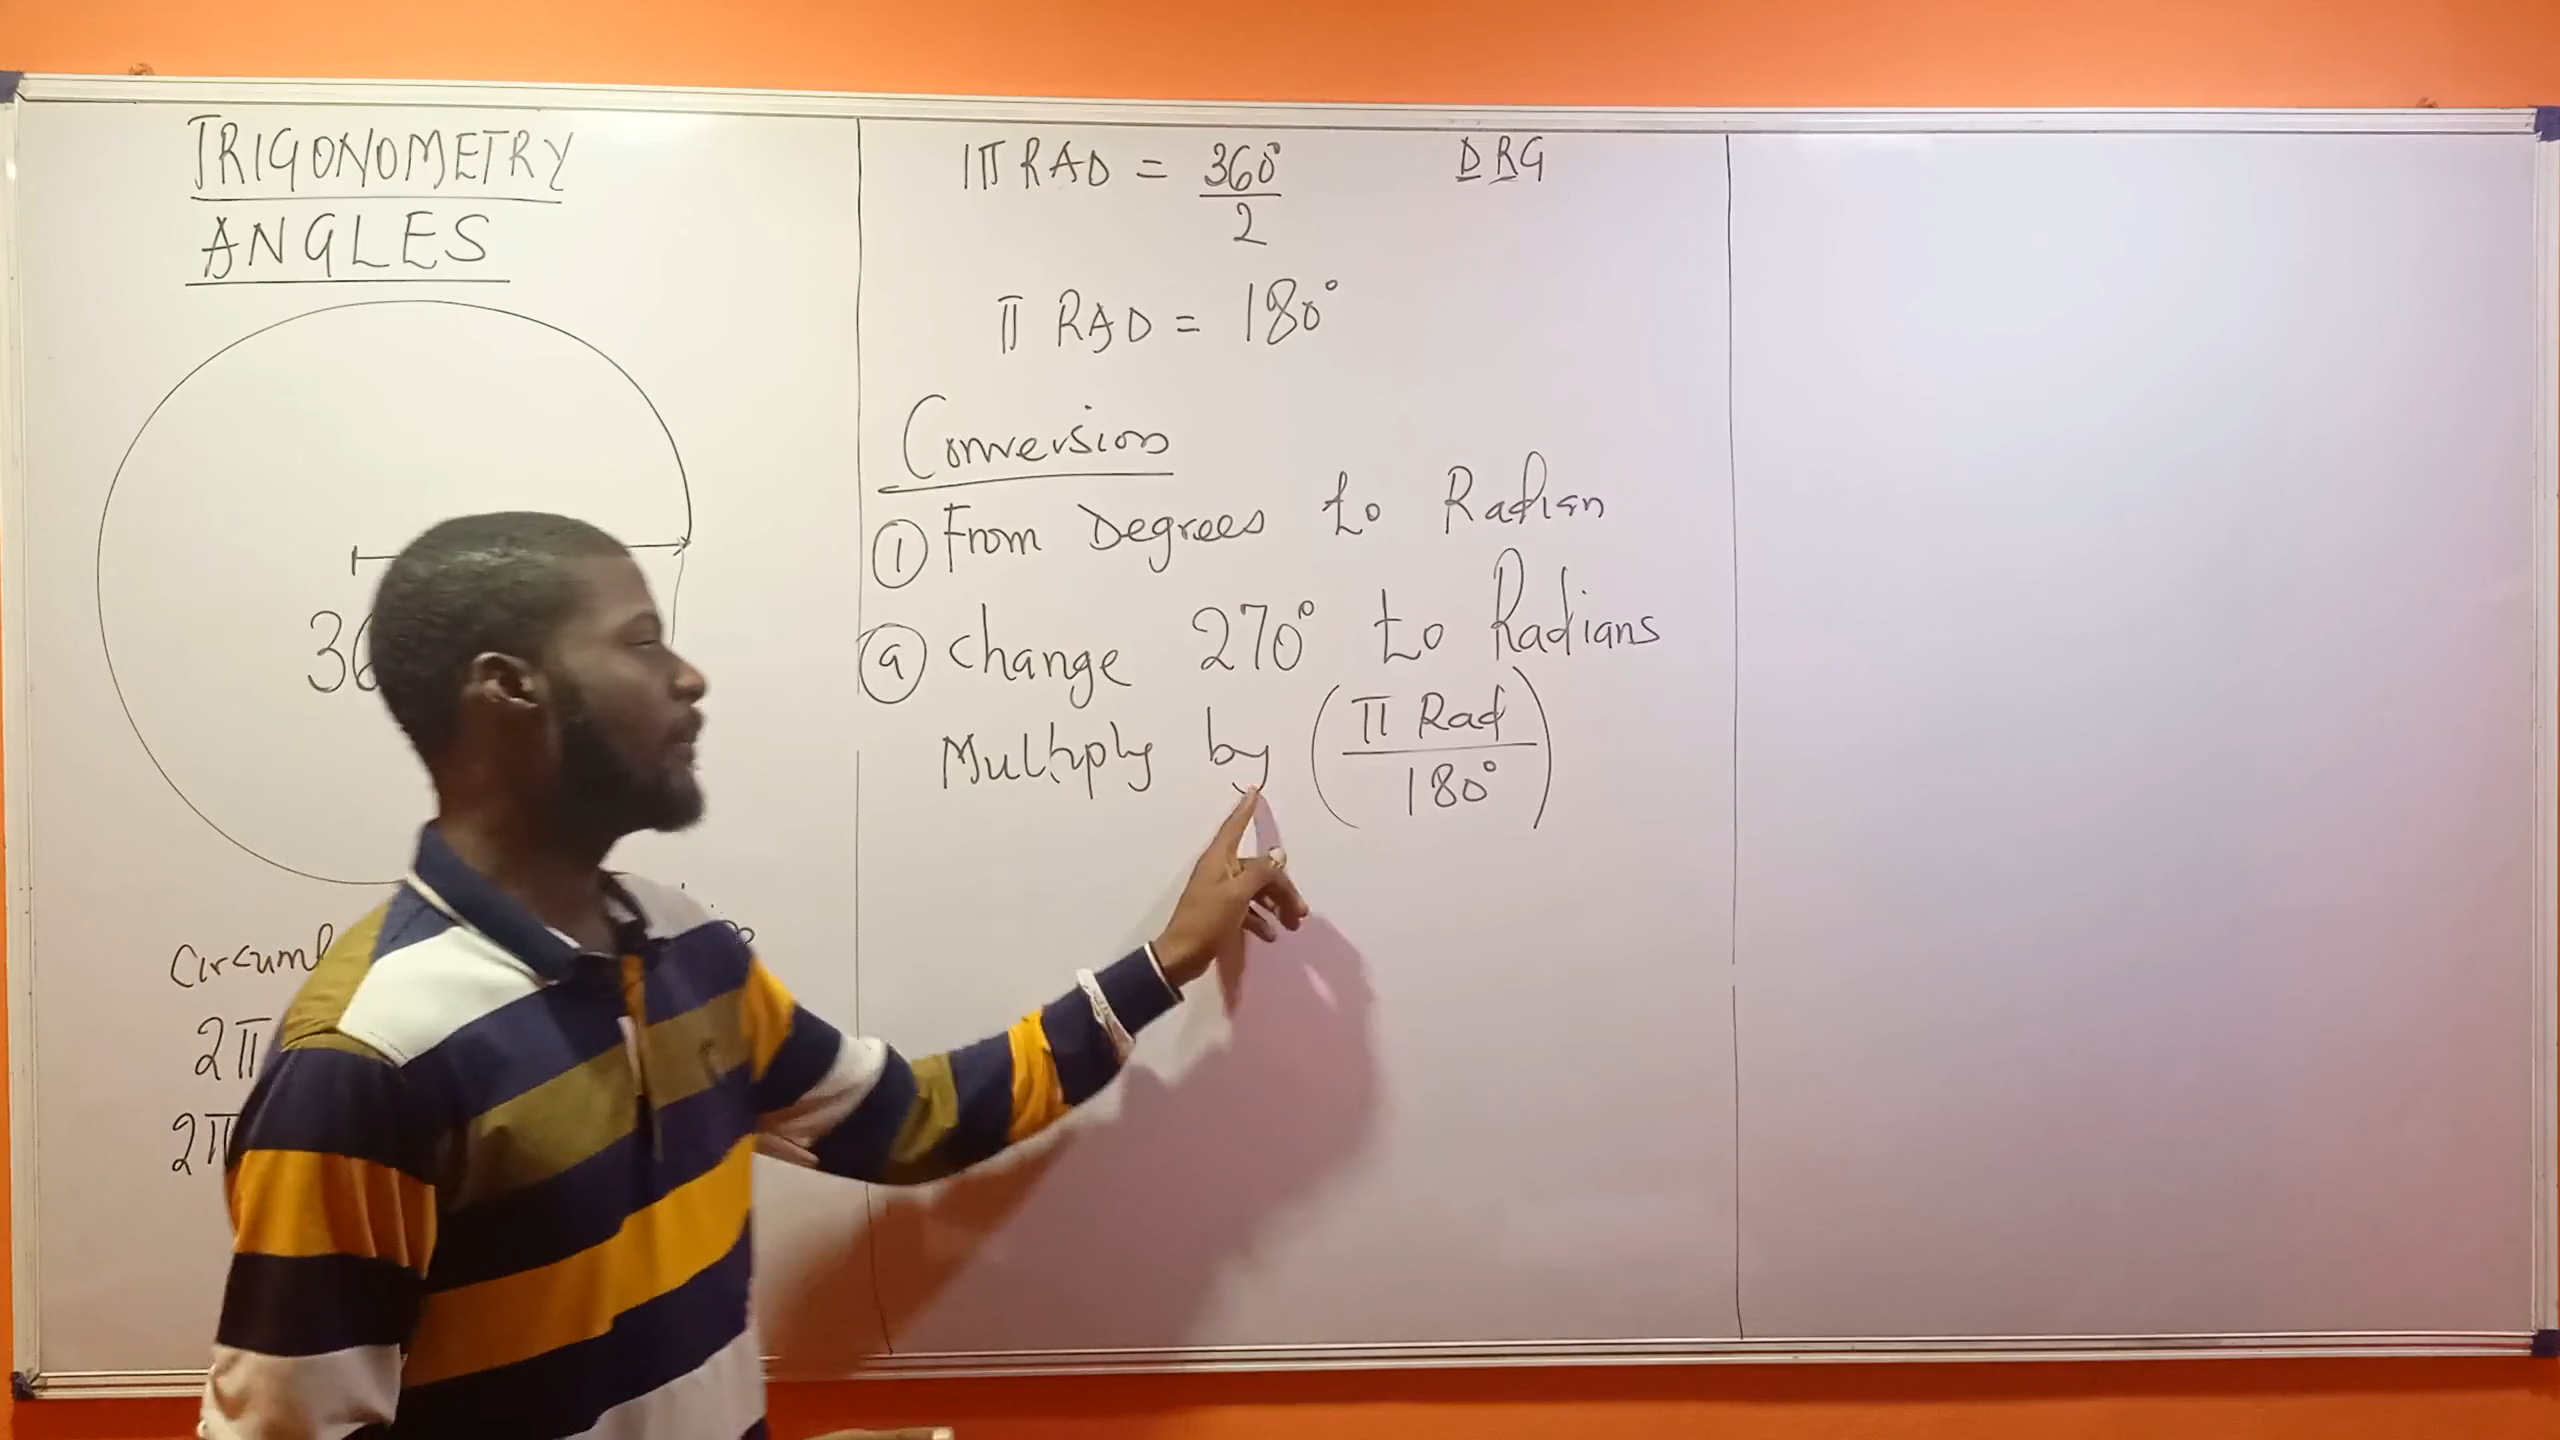 TRIGONOMETRY
ANGLES
2π
2π
1π RAD = 360°/2
DRG
π RAD = 180°
Conversion
① From Degrees to Radian
ⓐ Change 270° to Radians
Multiply by (π Rad/180°)